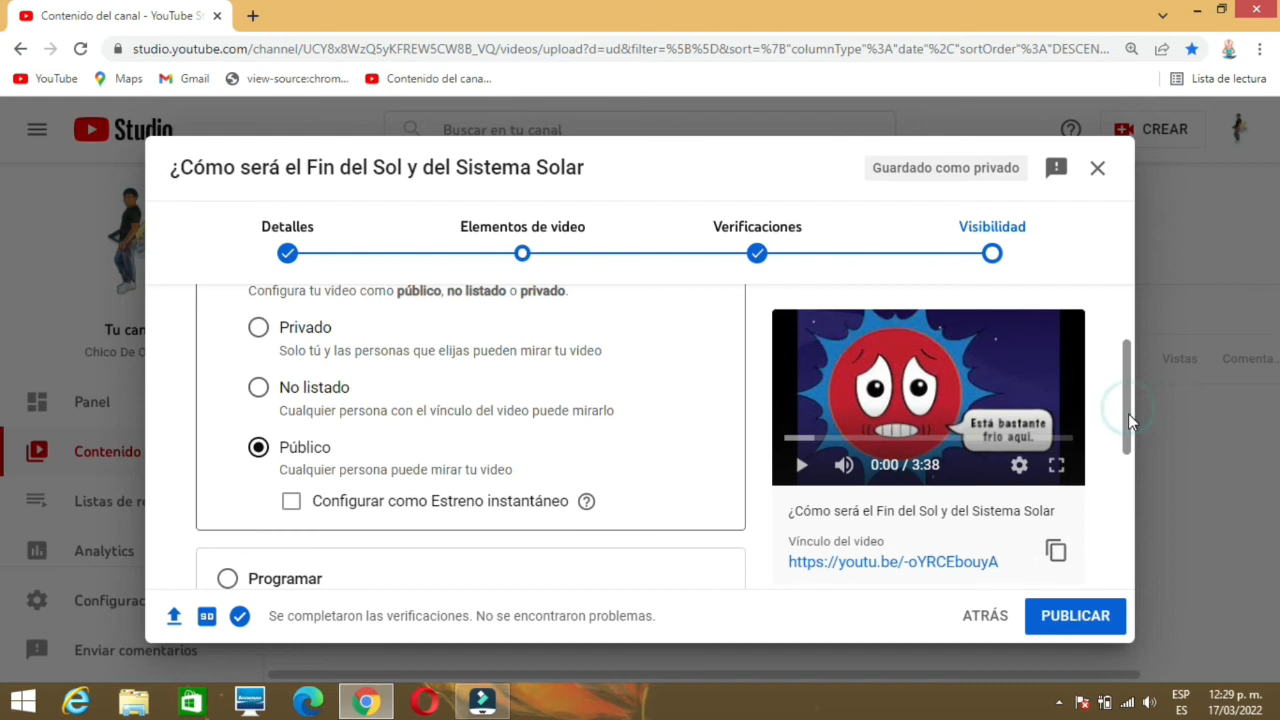 Contenido del canal - YouTube St
studio.youtube.com/channel/UCY8x8WzQ5yKFREW5CW8B_VQ/videos/upload?d=ud&filter=%5B%5D&sort=%7B"columnType"%3A"date"%2C"sortOrder"%3A"DESCEN...
YouTube
Maps
Gmail
view-source:chrom...
Contenido del cana...
Lista de lectura
Studio
Buscar en tu canal
CREAR
¿Cómo será el Fin del Sol y del Sistema Solar
Guardado como privado
Detalles
Elementos de video
Verificaciones
Visibilidad
Configura tu video como público, no listado o privado.
Privado
Solo tú y las personas que elijas pueden mirar tu video
No listado
Cualquier persona con el vínculo del video puede mirarlo
Público
Cualquier persona puede mirar tu video
Configurar como Estreno instantáneo
Programar
Está bastante
frio aqui.
0:00 / 3:38
¿Cómo será el Fin del Sol y del Sistema Solar
Vínculo del video
https://youtu.be/-oYRCEbouyA
Tu can
Chico De O
Panel
Contenido
Listas de re
Analytics
Configurac
Enviar comentarios
Vistas
Comenta.
SD
Se completaron las verificaciones. No se encontraron problemas.
ATRÁS
PUBLICAR
ESP
ES
12:29 p. m.
17/03/2022